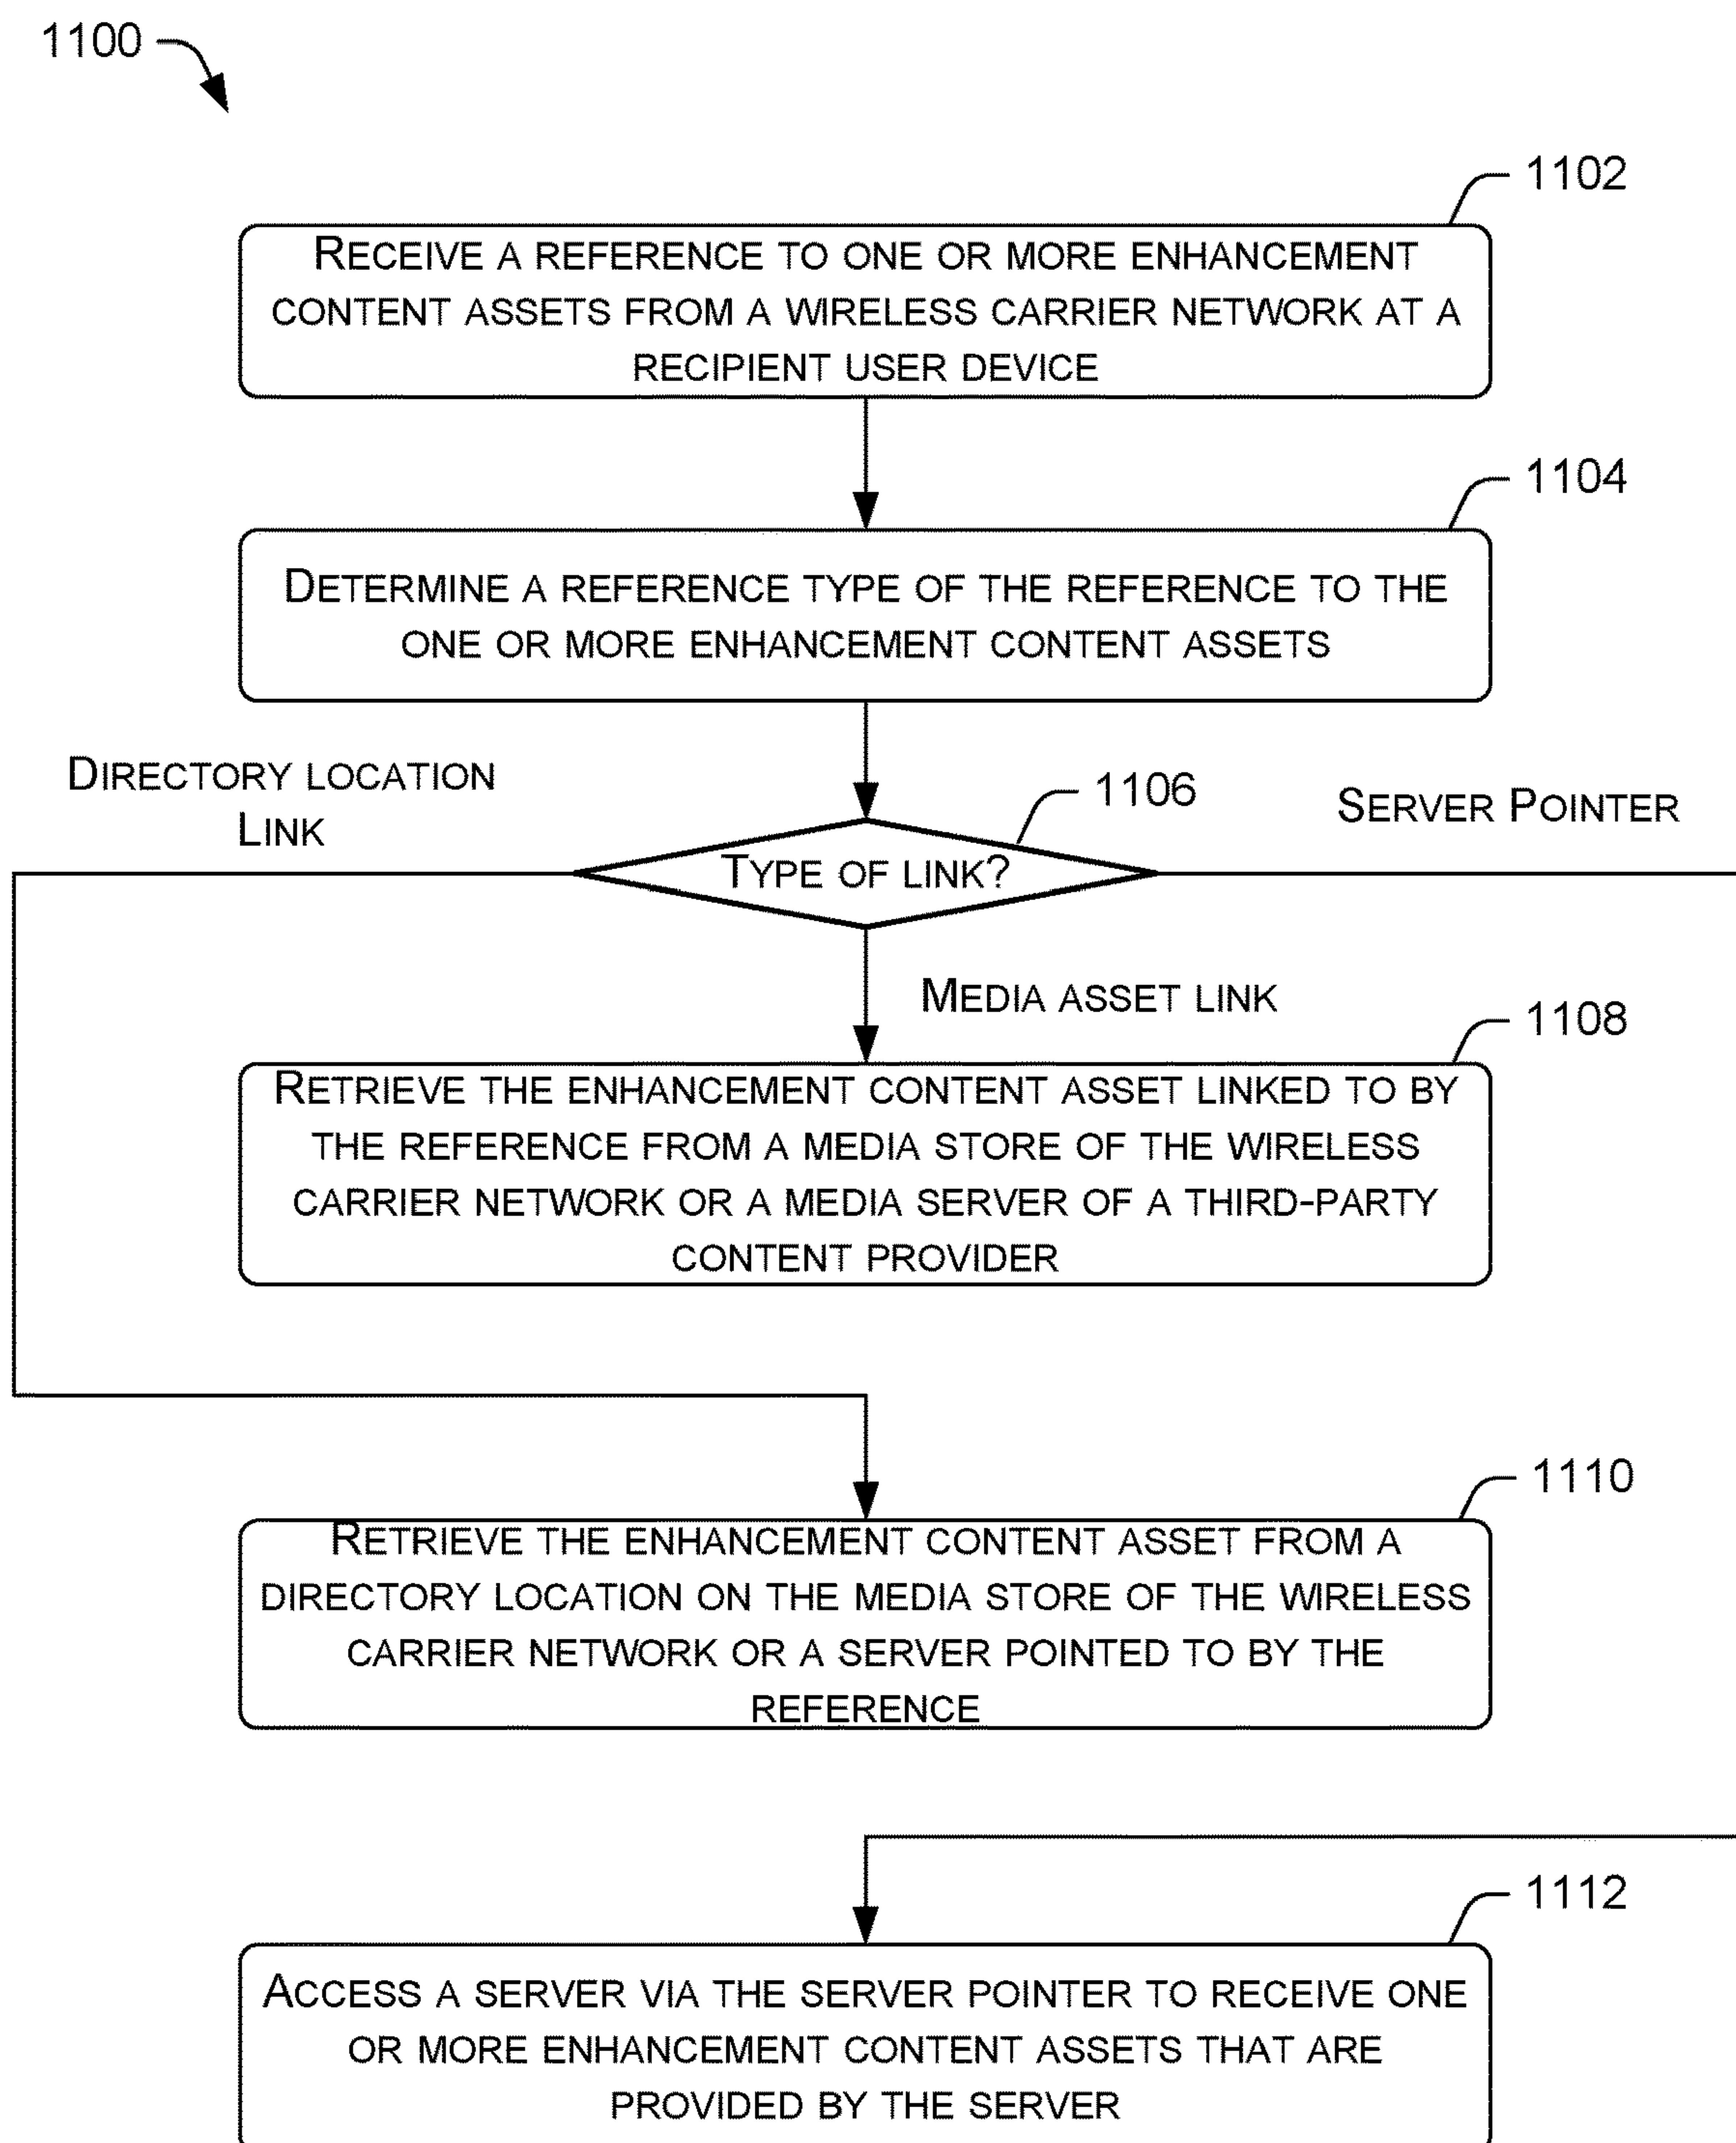 1100
1102
RECEIVE A REFERENCE TO ONE OR MORE ENHANCEMENT
CONTENT ASSETS FROM A WIRELESS CARRIER NETWORK AT A
RECIPIENT USER DEVICE
1104
DETERMINE A REFERENCE TYPE OF THE REFERENCE TO THE
ONE OR MORE ENHANCEMENT CONTENT ASSETS
DIRECTORY LOCATION
LINK
1106
SERVER POINTER
TYPE OF LINK?
MEDIA ASSET LINK
1108
RETRIEVE THE ENHANCEMENT CONTENT ASSET LINKED TO BY
THE REFERENCE FROM A MEDIA STORE OF THE WIRELESS
CARRIER NETWORK OR A MEDIA SERVER OF A THIRD-PARTY
CONTENT PROVIDER
1110
RETRIEVE THE ENHANCEMENT CONTENT ASSET FROM A
DIRECTORY LOCATION ON THE MEDIA STORE OF THE WIRELESS
CARRIER NETWORK OR A SERVER POINTED TO BY THE
REFERENCE
1112
ACCESS A SERVER VIA THE SERVER POINTER TO RECEIVE ONE
OR MORE ENHANCEMENT CONTENT ASSETS THAT ARE
PROVIDED BY THE SERVER